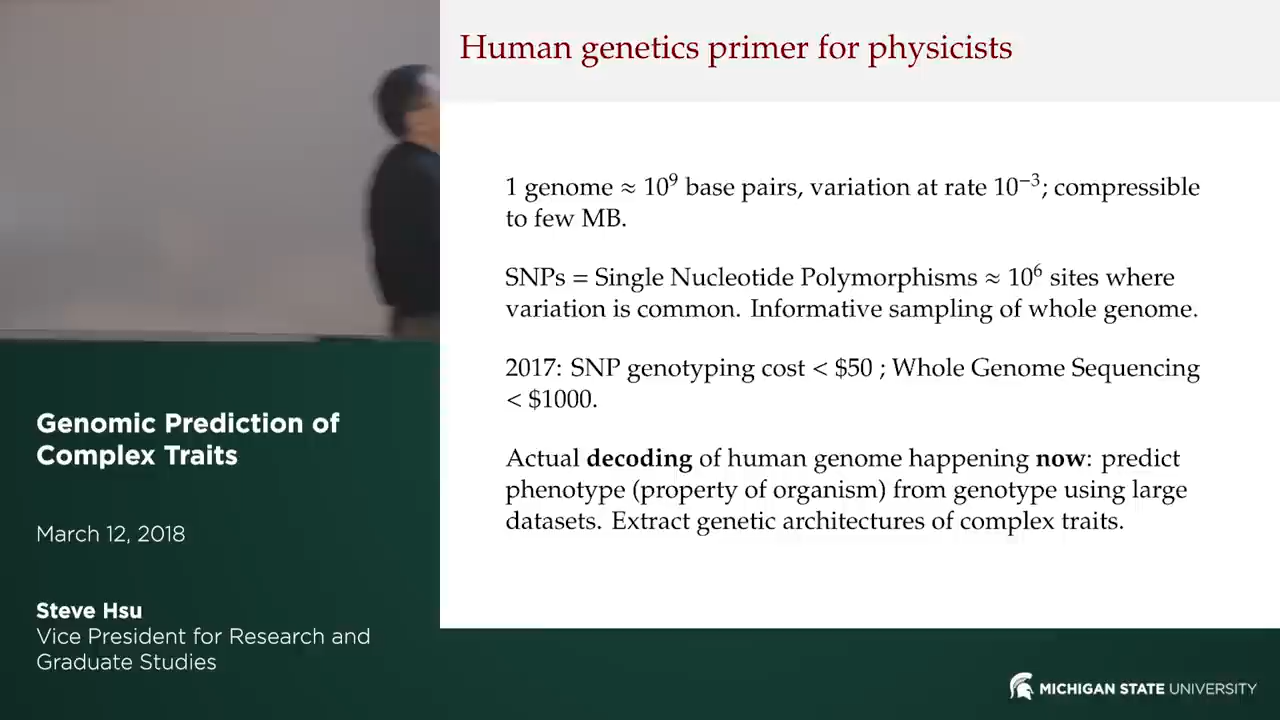 Human genetics primer for physicists
1 genome ≈ 10⁹ base pairs, variation at rate 10⁻³; compressible
to few MB.
SNPs = Single Nucleotide Polymorphisms ≈ 10⁶ sites where
variation is common. Informative sampling of whole genome.
2017: SNP genotyping cost < $50 ; Whole Genome Sequencing
< $1000.
Actual decoding of human genome happening now: predict
phenotype (property of organism) from genotype using large
datasets. Extract genetic architectures of complex traits.
Genomic Prediction of
Complex Traits
March 12, 2018
Steve Hsu
Vice President for Research and
Graduate Studies
MICHIGAN STATE UNIVERSITY